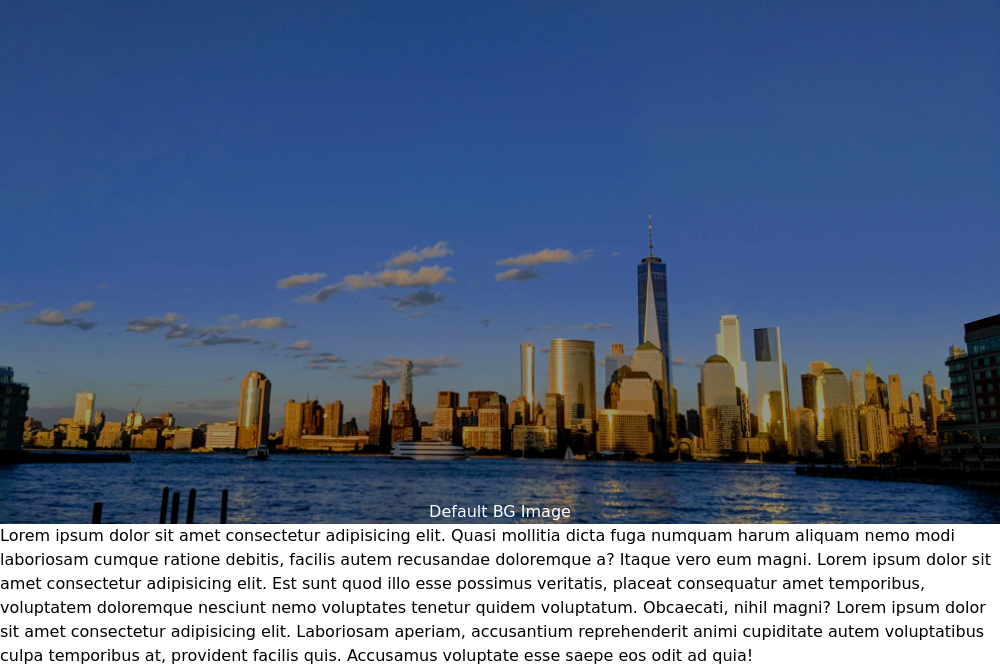 Default BG Image
Lorem ipsum dolor sit amet consectetur adipisicing elit. Quasi mollitia dicta fuga numquam harum aliquam nemo modi
laboriosam cumque ratione debitis, facilis autem recusandae doloremque a? Itaque vero eum magni. Lorem ipsum dolor sit
amet consectetur adipisicing elit. Est sunt quod illo esse possimus veritatis, placeat consequatur amet temporibus,
voluptatem doloremque nesciunt nemo voluptates tenetur quidem voluptatum. Obcaecati, nihil magni? Lorem ipsum dolor
sit amet consectetur adipisicing elit. Laboriosam aperiam, accusantium reprehenderit animi cupiditate autem voluptatibus
culpa temporibus at, provident facilis quis. Accusamus voluptate esse saepe eos odit ad quia!